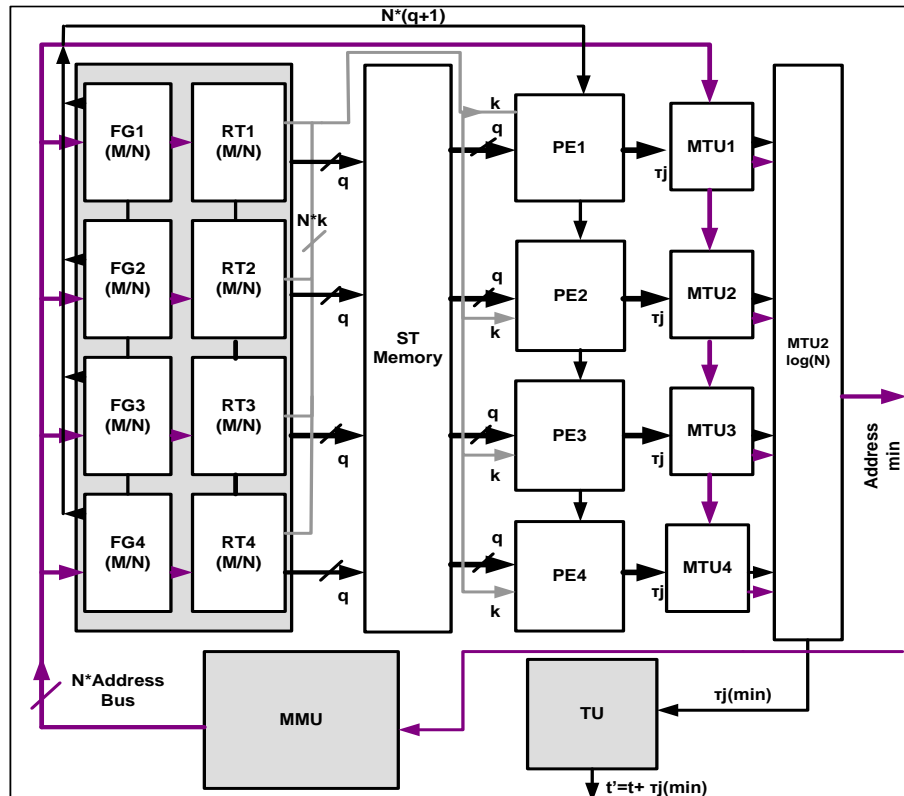 N*(q+1)
FG1
(M/N)
RT1
(M/N)
q
k
q
PE1
τj
MTU1
N*k
FG2
(M/N)
RT2
(M/N)
q
q
k
PE2
τj
MTU2
ST
Memory
MTU2
log(N)
FG3
(M/N)
RT3
(M/N)
q
q
k
PE3
τj
MTU3
Address
min
FG4
(M/N)
RT4
(M/N)
q
q
k
PE4
τj
MTU4
N*Address
Bus
MMU
TU
τj(min)
t'=t+ τj(min)